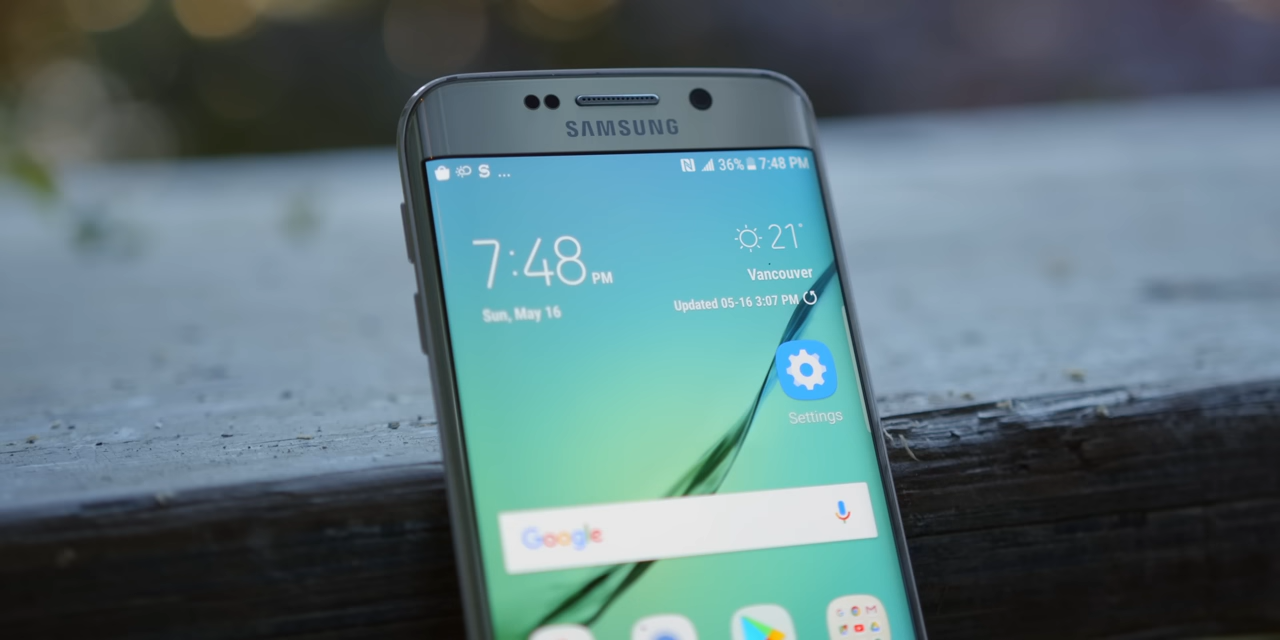 SAMSUNG
S ... N 36% 7:48 PM
7:48 PM
Sun, May 16
21°
Vancouver
Updated 05-16 3:07 PM
Settings
Google